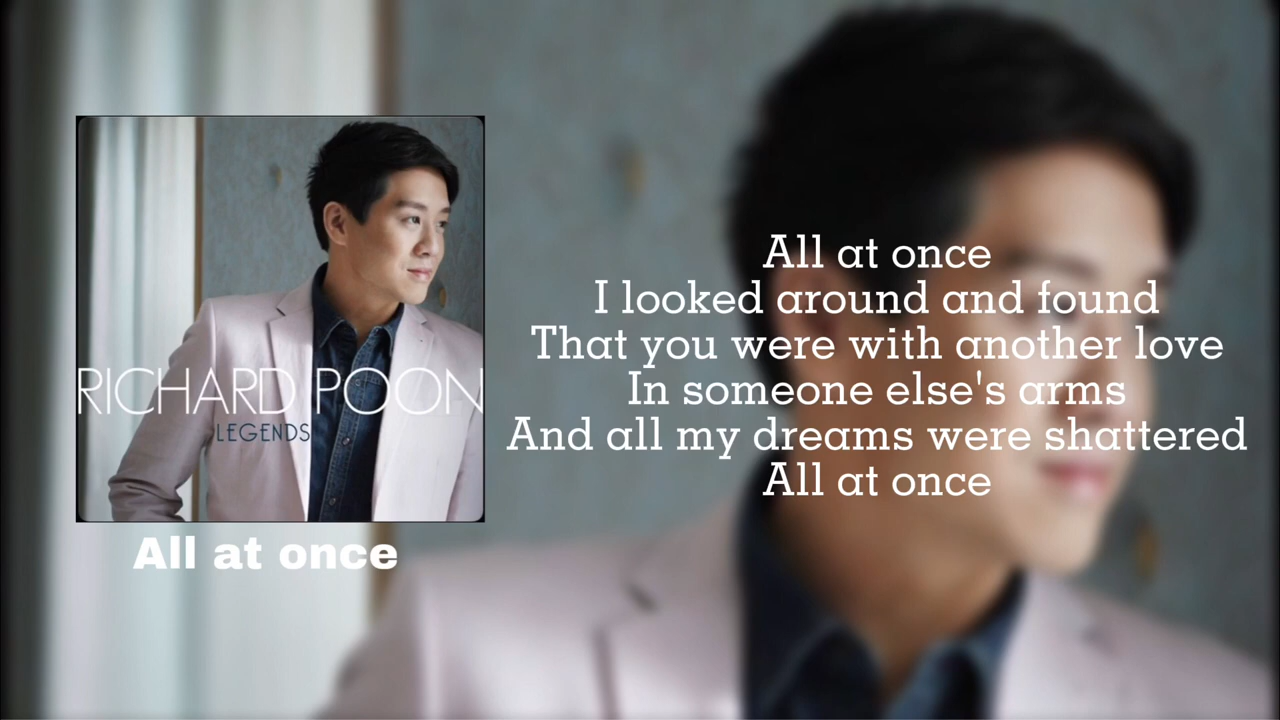 RICHARD POON
LEGENDS
All at once
All at once
I looked around and found
That you were with another love
In someone else's arms
And all my dreams were shattered
All at once